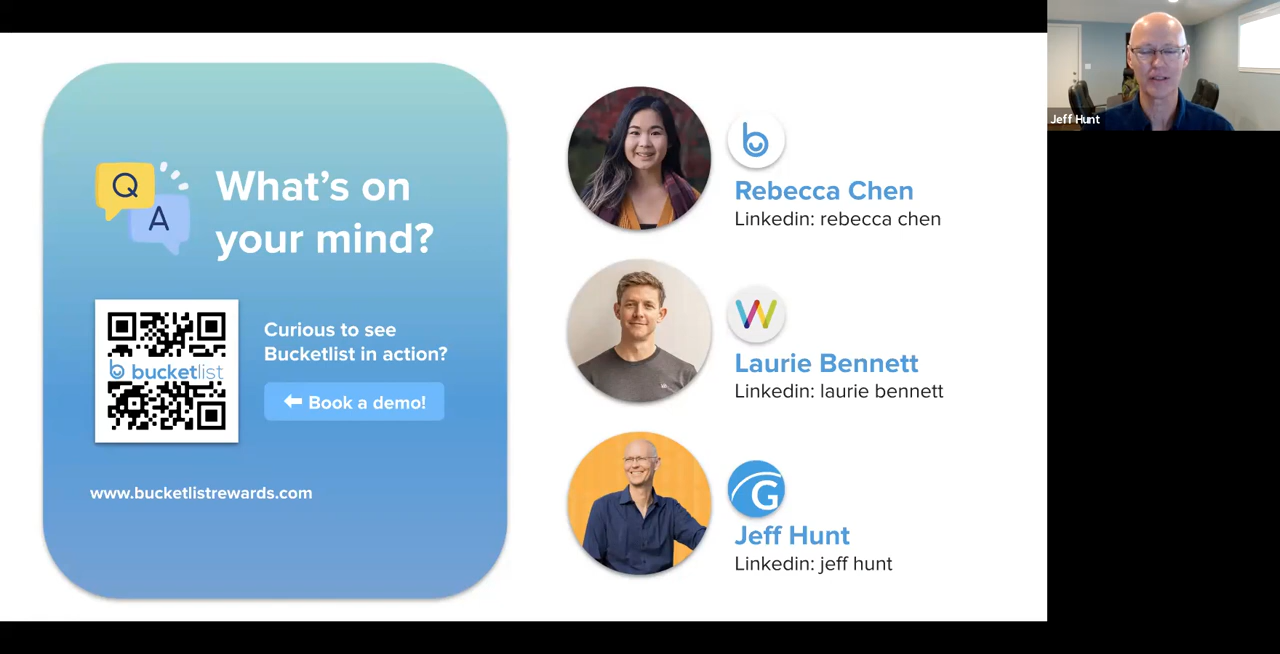 Q
A
What's on
your mind?
bucketlist
Curious to see
Bucketlist in action?
Book a demo!
www.bucketlistrewards.com
b
Rebecca Chen
Linkedin: rebecca chen
W
Laurie Bennett
Linkedin: laurie bennett
G
Jeff Hunt
Linkedin: jeff hunt
Jeff Hunt